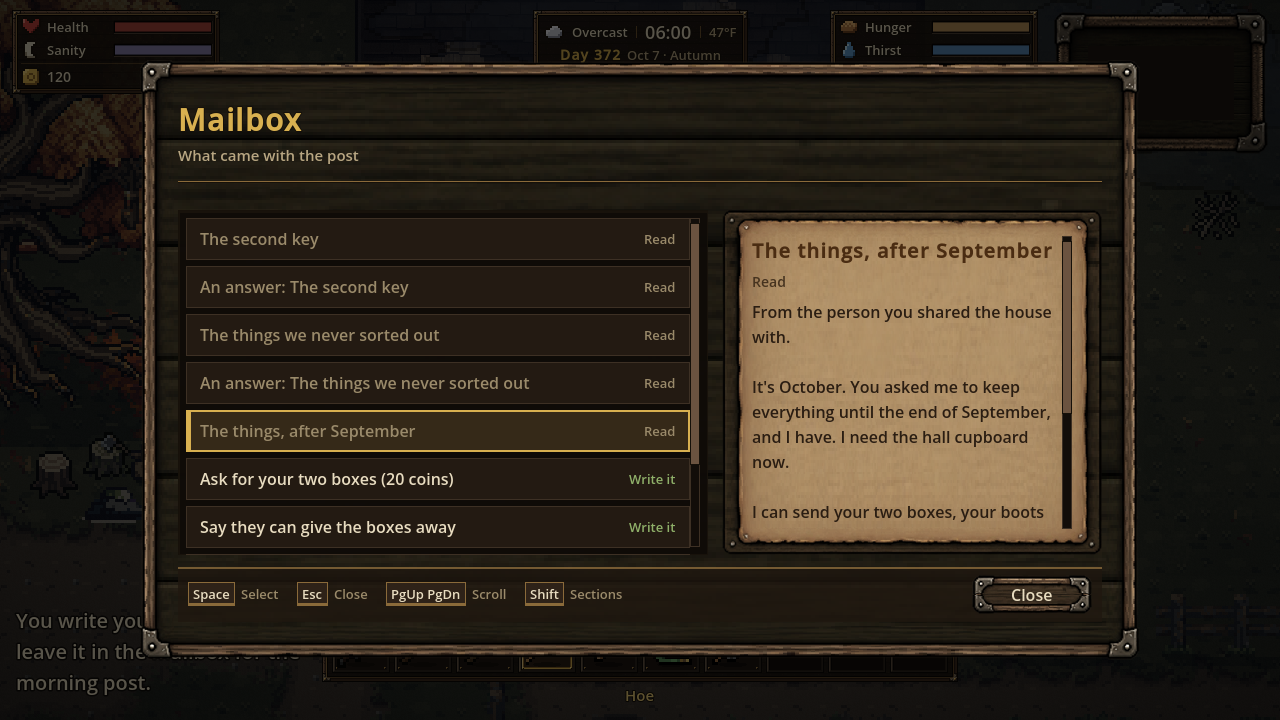 Health
Sanity
120
Overcast 06:00 47°F
Day 372 Oct 7 · Autumn
Hunger
Thirst
Mailbox
What came with the post
The second key Read
An answer: The second key Read
The things we never sorted out Read
An answer: The things we never sorted out Read
The things, after September Read
Ask for your two boxes (20 coins) Write it
Say they can give the boxes away Write it
The things, after September
Read
From the person you shared the house
with.
It's October. You asked me to keep
everything until the end of September,
and I have. I need the hall cupboard
now.
I can send your two boxes, your boots
Space Select Esc Close PgUp PgDn Scroll Shift Sections
Close
You write you
leave it in the
morning post.
Hoe